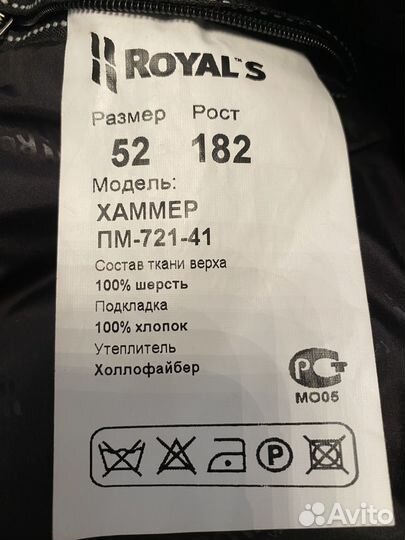 ROYAL'S
Размер Рост
52 182
Модель:
ХАММЕР
ПМ-721-41
Состав ткани верха
100% шерсть
Подкладка
100% хлопок
Утеплитель
Холлофайбер
РСТ
МО05
P
Avito